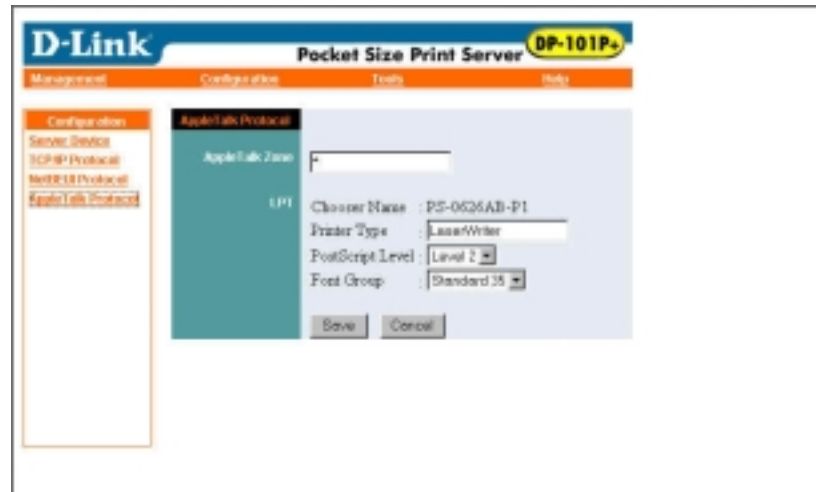 D-Link
Pocket Size Print Server DP-101P+
Management Configuration Tools Help
Configuration
Server Device
TCP/IP Protocol
NetBEUI Protocol
AppleTalk Protocol
AppleTalk Protocol
AppleTalk Zone *
LPT
Chooser Name : PS-0626AB-P1
Printer Type : LaserWriter
PostScript Level : Level 2
Font Group : Standard 35
Save Cancel